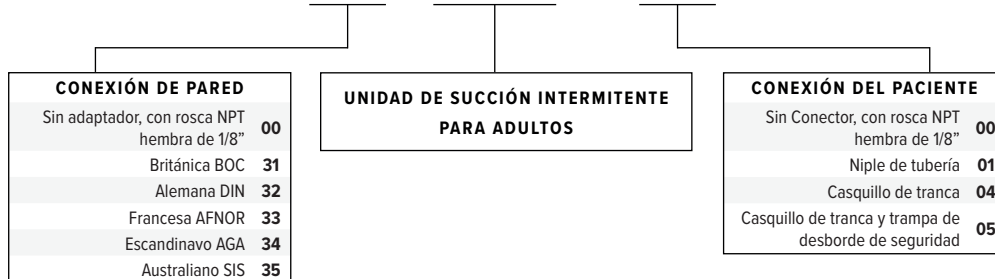 CONEXIÓN DE PARED
Sin adaptador, con rosca NPT
hembra de 1/8” 00
Británica BOC 31
Alemana DIN 32
Francesa AFNOR 33
Escandinavo AGA 34
Australiano SIS 35
UNIDAD DE SUCCIÓN INTERMITENTE
PARA ADULTOS
CONEXIÓN DEL PACIENTE
Sin Conector, con rosca NPT
hembra de 1/8” 00
Niple de tubería 01
Casquillo de tranca 04
Casquillo de tranca y trampa de
desborde de seguridad 05